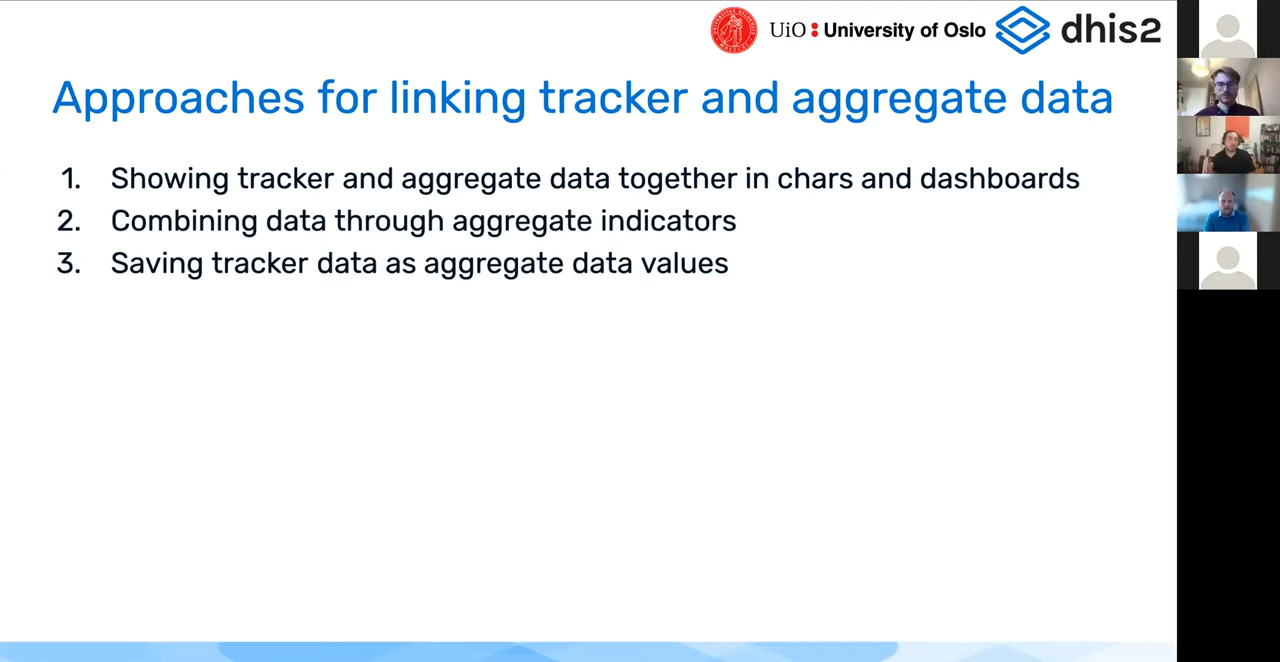 UiO : University of Oslo
dhis2
Approaches for linking tracker and aggregate data
1. Showing tracker and aggregate data together in chars and dashboards
2. Combining data through aggregate indicators
3. Saving tracker data as aggregate data values